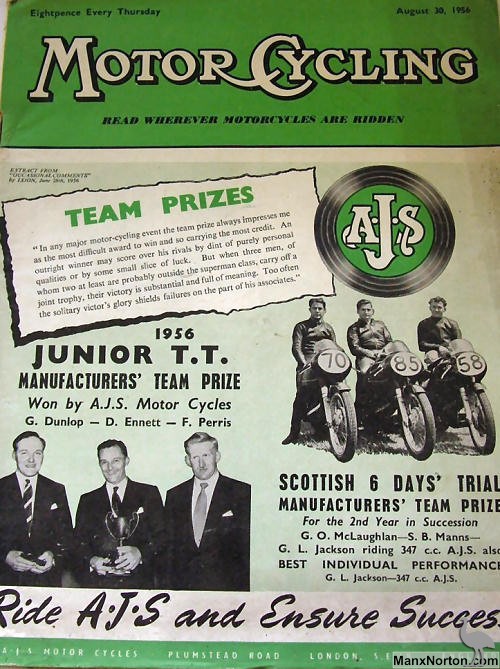 Eightpence Every Thursday
August 30, 1956
MOTOR CYCLING
READ WHEREVER MOTORCYCLES ARE RIDDEN
EXTRACT FROM
"OCCASIONAL COMMENTS"
by IXION, June 28th, 1956
TEAM PRIZES
"In any major motor-cycling event the team prize always impresses me
as the most difficult award to win and so carrying the most credit. An
outright winner may score over his rivals by dint of purely personal
qualities or by some small slice of luck. But when three men, of
whom two at least are probably outside the superman class, carry off a
joint trophy, their victory is substantial and full of meaning. Too often
the solitary victor's glory shields failures on the part of his associates."
A·J·S
1956
JUNIOR T.T.
MANUFACTURERS' TEAM PRIZE
Won by A.J.S. Motor Cycles
G. Dunlop — D. Ennett — F. Perris
70
85
58
SCOTTISH 6 DAYS' TRIAL
MANUFACTURERS' TEAM PRIZE
For the 2nd Year in Succession
G. O. McLaughlan—S. B. Manns—
G. L. Jackson riding 347 c.c. A.J.S. also
BEST INDIVIDUAL PERFORMANCE
G. L. Jackson—347 c.c. A.J.S.
Ride A·J·S and Ensure Success
A·J·S MOTOR CYCLES PLUMSTEAD ROAD LONDON, S.E.
ManxNorton.com